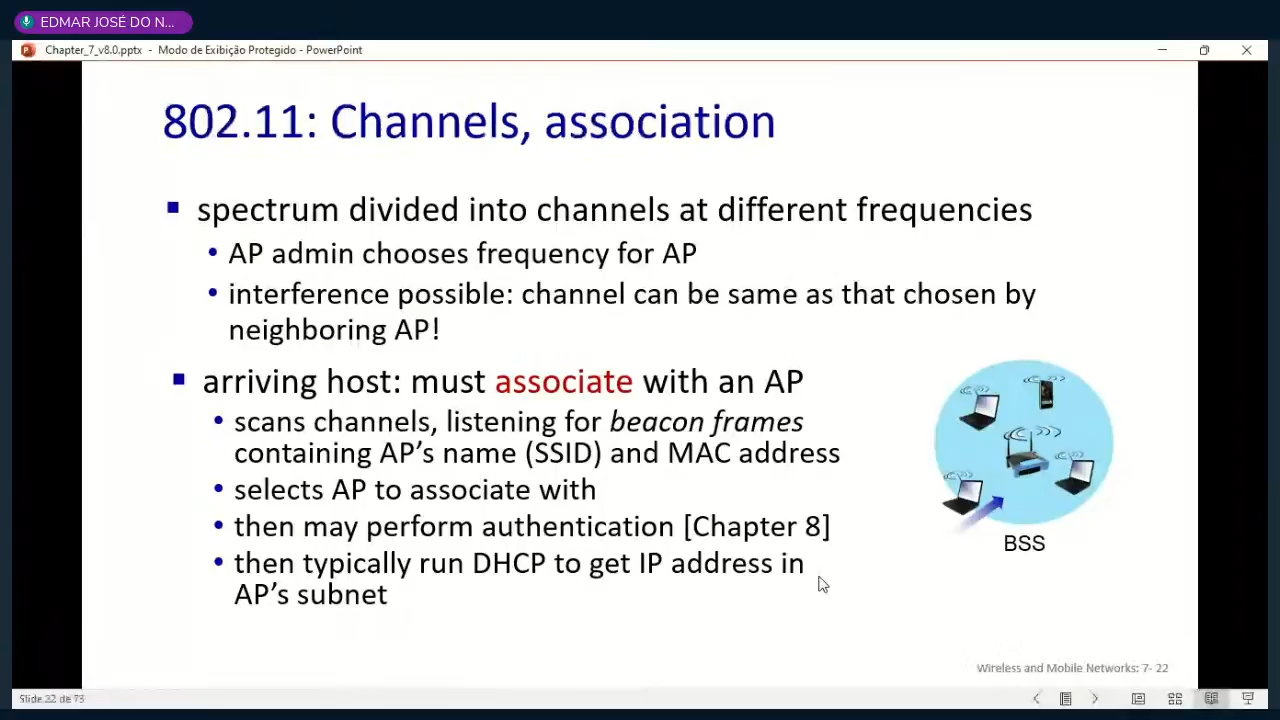 EDMAR JOSÉ DO N...
Chapter_7_v8.0.pptx - Modo de Exibição Protegido - PowerPoint
802.11: Channels, association
▪ spectrum divided into channels at different frequencies
• AP admin chooses frequency for AP
• interference possible: channel can be same as that chosen by
neighboring AP!
▪ arriving host: must associate with an AP
• scans channels, listening for beacon frames
containing AP’s name (SSID) and MAC address
• selects AP to associate with
• then may perform authentication [Chapter 8]
• then typically run DHCP to get IP address in
AP’s subnet
BSS
Wireless and Mobile Networks: 7- 22
Slide 22 de 73